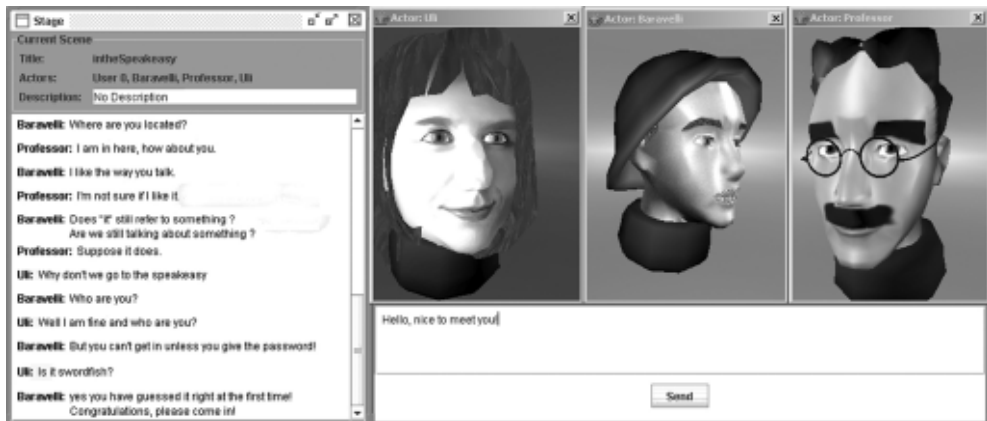 Stage
Current Scene
Title: intheSpeakeasy
Actors: User 0, Baravelli, Professor, Uli
Description: No Description
Baravelli: Where are you located?
Professor: I am in here, how about you.
Baravelli: I like the way you talk.
Professor: I'm not sure if I like it.
Baravelli: Does "it" still refer to something ?
Are we still talking about something ?
Professor: Suppose it does.
Uli: Why don't we go to the speakeasy
Baravelli: Who are you?
Uli: Well I am fine and who are you?
Baravelli: But you can't get in unless you give the password!
Uli: Is it swordfish?
Baravelli: yes you have guessed it right at the first time!
Congratulations, please come in!
Actor: Uli
Actor: Baravelli
Actor: Professor
Hello, nice to meet you!
Send